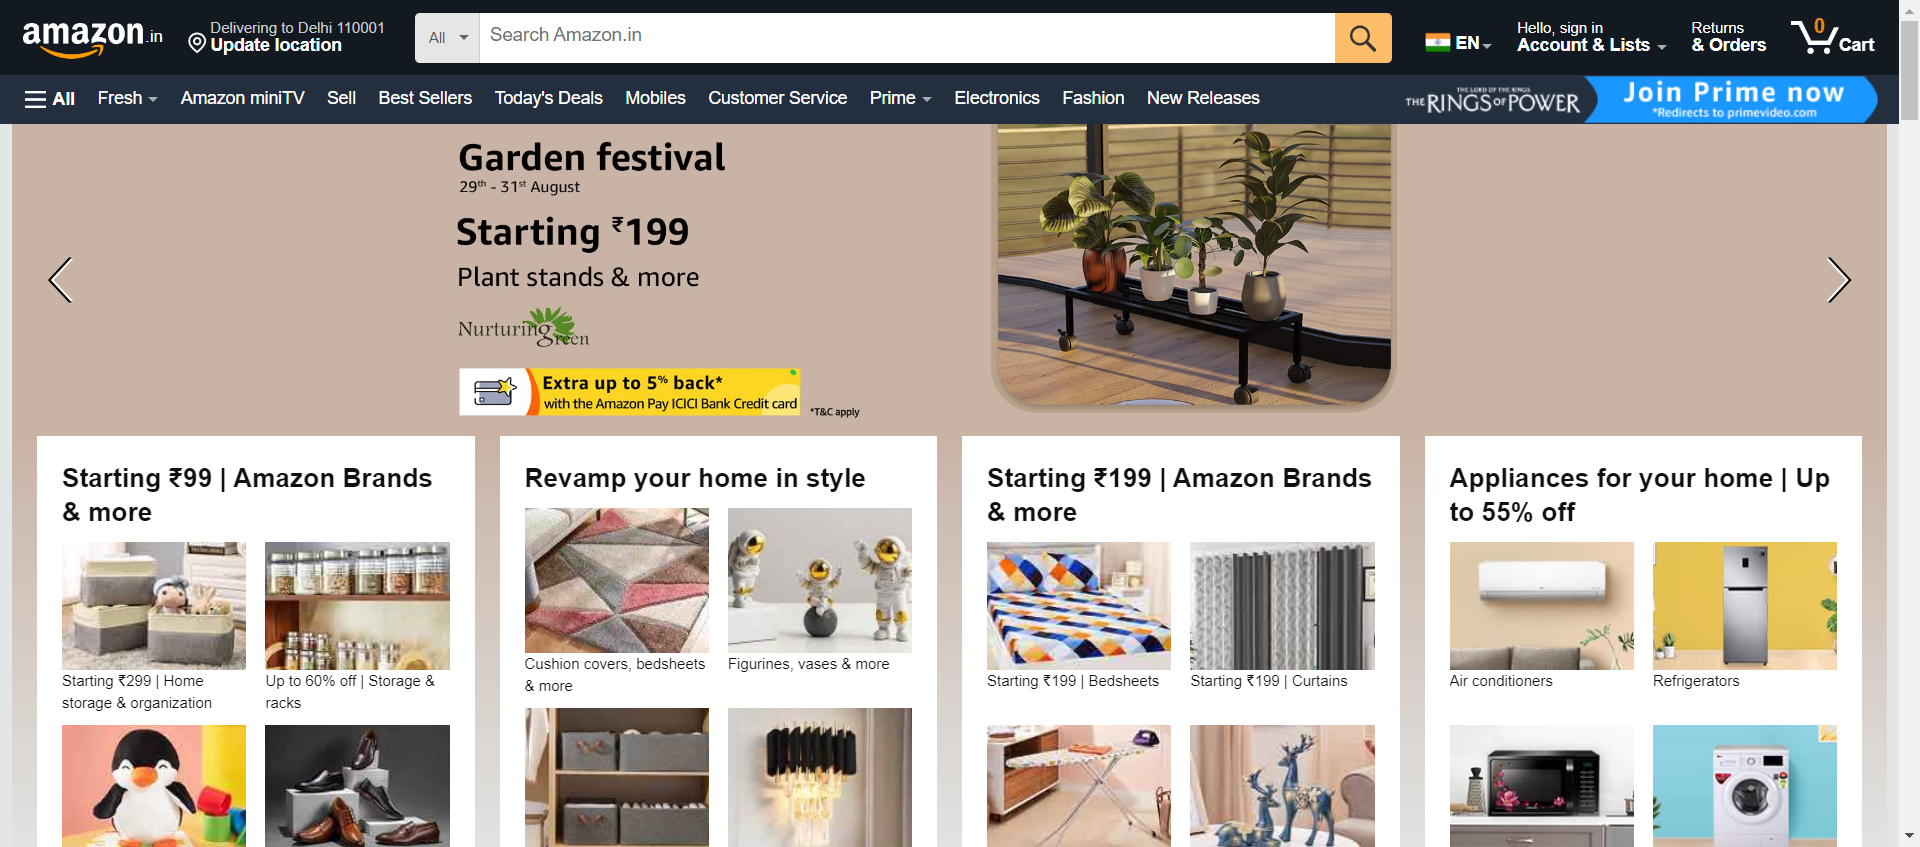 amazon.in
Delivering to Delhi 110001
Update location
All
Search Amazon.in
EN
Hello, sign in
Account & Lists
Returns
& Orders
0
Cart
All
Fresh
Amazon miniTV
Sell
Best Sellers
Today's Deals
Mobiles
Customer Service
Prime
Electronics
Fashion
New Releases
THE LORD OF THE RINGS
THE RINGS OF POWER
Join Prime now
*Redirects to primevideo.com
Garden festival
29th - 31st August
Starting ₹199
Plant stands & more
Nurturing Green
Extra up to 5% back*
with the Amazon Pay ICICI Bank Credit card
*T&C apply
Starting ₹99 | Amazon Brands
& more
Starting ₹299 | Home
storage & organization
Up to 60% off | Storage &
racks
Revamp your home in style
Cushion covers, bedsheets
& more
Figurines, vases & more
Starting ₹199 | Amazon Brands
& more
Starting ₹199 | Bedsheets
Starting ₹199 | Curtains
Appliances for your home | Up
to 55% off
Air conditioners
Refrigerators